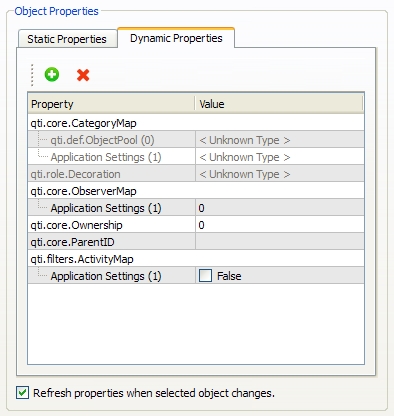 Object Properties
Static Properties Dynamic Properties
Property Value
qti.core.CategoryMap
qti.def.ObjectPool (0) < Unknown Type >
Application Settings (1) < Unknown Type >
qti.role.Decoration < Unknown Type >
qti.core.ObserverMap
Application Settings (1) 0
qti.core.Ownership 0
qti.core.ParentID
qti.filters.ActivityMap
Application Settings (1) False
Refresh properties when selected object changes.